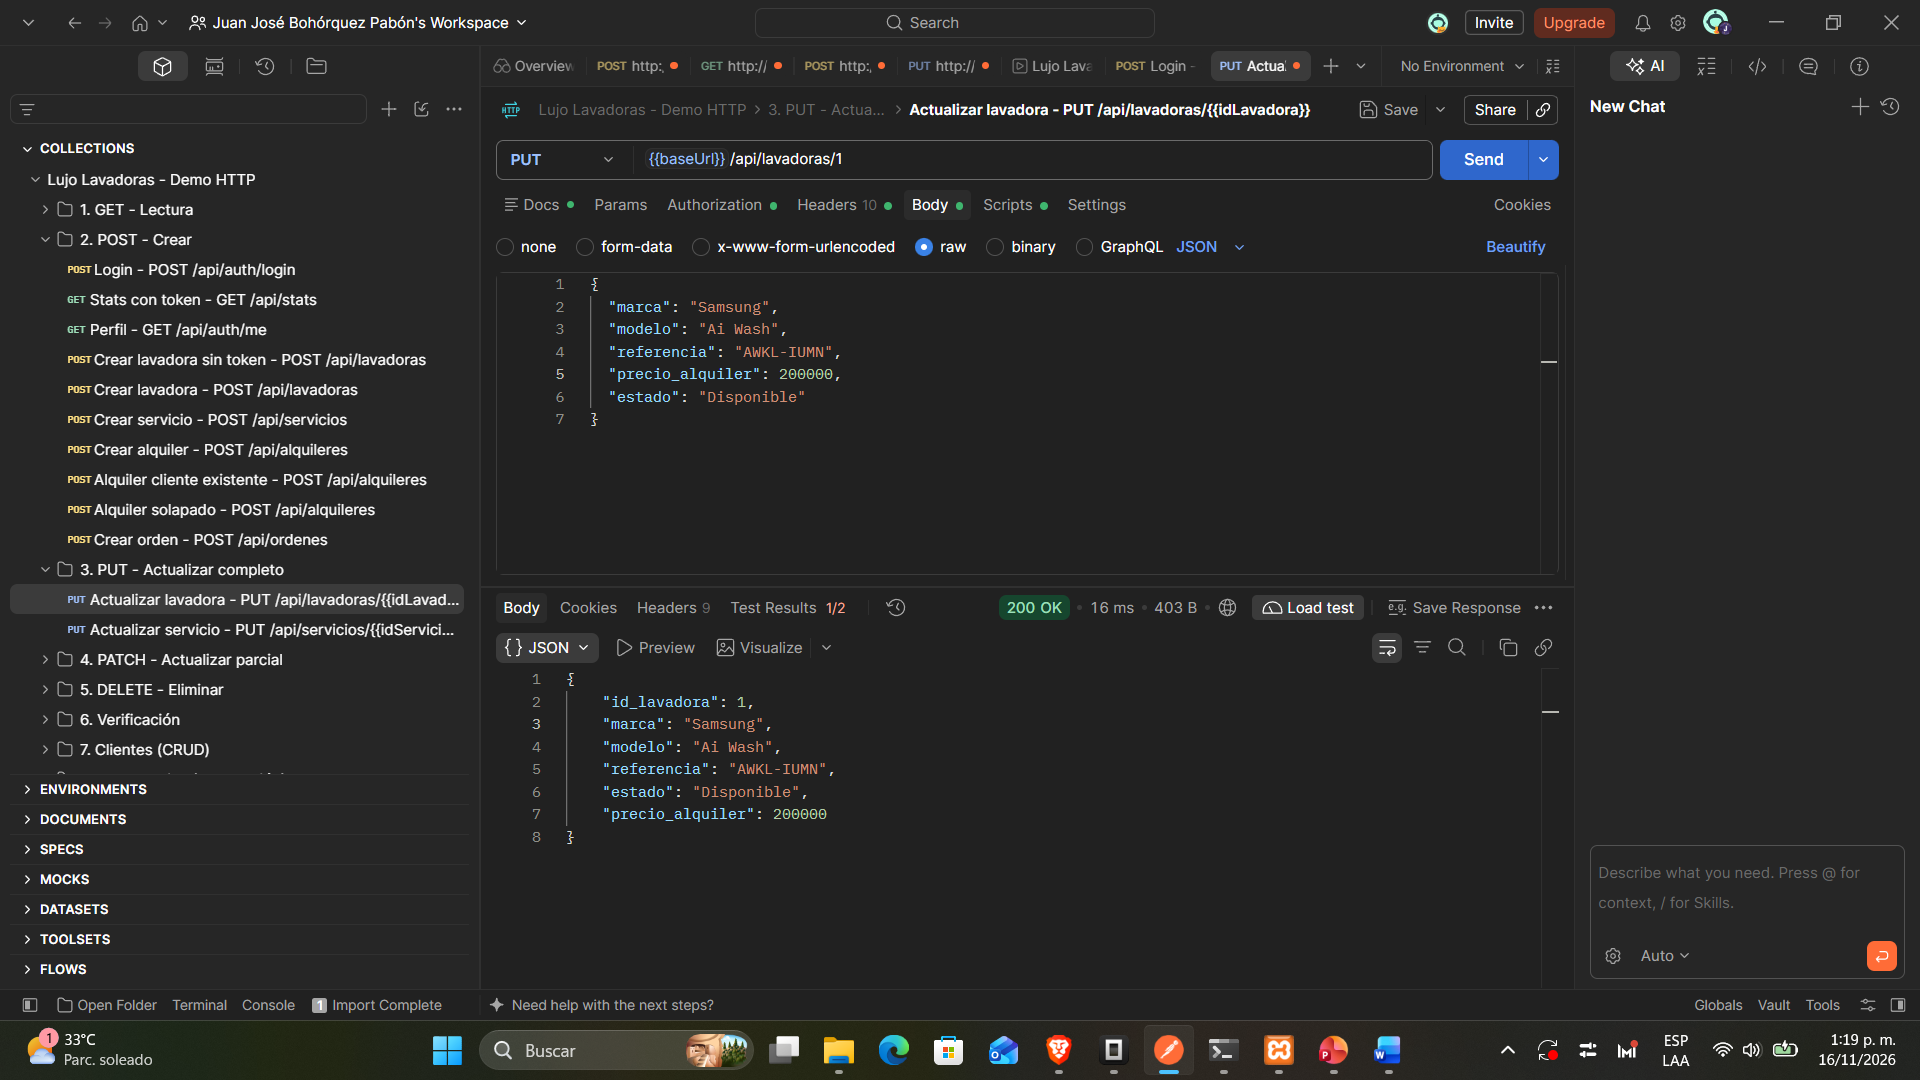 Juan José Bohórquez Pabón's Workspace
Search
Invite
Upgrade
Overview
POST http:,
GET http://
POST http:,
PUT http://
Lujo Lava
POST Login -
PUT Actual
No Environment
AI
Lujo Lavadoras - Demo HTTP > 3. PUT - Actua... > Actualizar lavadora - PUT /api/lavadoras/{{idLavadora}}
Save
Share
New Chat
COLLECTIONS
Lujo Lavadoras - Demo HTTP
1. GET - Lectura
2. POST - Crear
POST Login - POST /api/auth/login
GET Stats con token - GET /api/stats
GET Perfil - GET /api/auth/me
POST Crear lavadora sin token - POST /api/lavadoras
POST Crear lavadora - POST /api/lavadoras
POST Crear servicio - POST /api/servicios
POST Crear alquiler - POST /api/alquileres
POST Alquiler cliente existente - POST /api/alquileres
POST Alquiler solapado - POST /api/alquileres
POST Crear orden - POST /api/ordenes
3. PUT - Actualizar completo
PUT Actualizar lavadora - PUT /api/lavadoras/{{idLavad...
PUT Actualizar servicio - PUT /api/servicios/{{idServici...
4. PATCH - Actualizar parcial
5. DELETE - Eliminar
6. Verificación
7. Clientes (CRUD)
ENVIRONMENTS
DOCUMENTS
SPECS
MOCKS
DATASETS
TOOLSETS
FLOWS
PUT
{{baseUrl}} /api/lavadoras/1
Send
Docs
Params
Authorization
Headers 10
Body
Scripts
Settings
Cookies
none
form-data
x-www-form-urlencoded
raw
binary
GraphQL
JSON
Beautify
1 {
2 "marca": "Samsung",
3 "modelo": "Ai Wash",
4 "referencia": "AWKL-IUMN",
5 "precio_alquiler": 200000,
6 "estado": "Disponible"
7 }
Body
Cookies
Headers 9
Test Results 1/2
200 OK
16 ms
403 B
Load test
e.g. Save Response
{} JSON
Preview
Visualize
1 {
2 "id_lavadora": 1,
3 "marca": "Samsung",
4 "modelo": "Ai Wash",
5 "referencia": "AWKL-IUMN",
6 "estado": "Disponible",
7 "precio_alquiler": 200000
8 }
Describe what you need. Press @ for
context, / for Skills.
Auto
Open Folder
Terminal
Console
1 Import Complete
Need help with the next steps?
Globals
Vault
Tools
1
33°C
Parc. soleado
Buscar
ESP
LAA
1:19 p. m.
16/11/2026